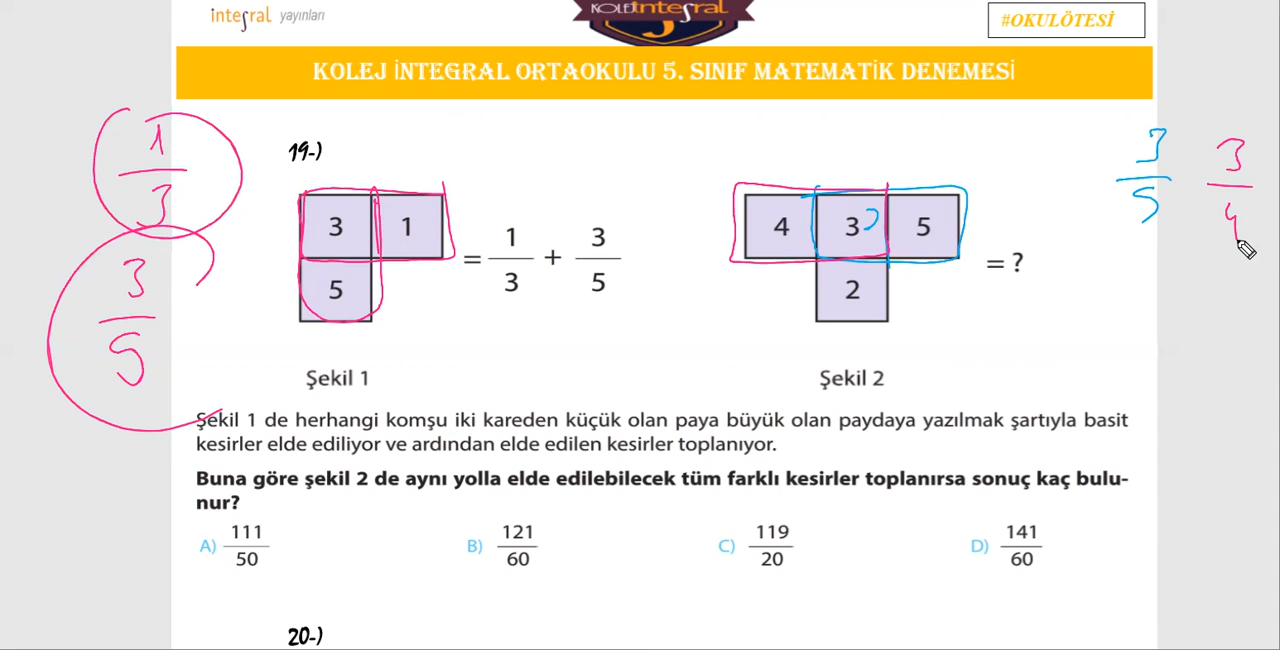 integral yayınları
KOLEJ integral
#OKULÖTESİ
KOLEJ İNTEGRAL ORTAOKULU 5. SINIF MATEMATİK DENEMESİ
1
3
3
5
3
5
3
4
19-)
3 1
5
= 1/3 + 3/5
4 3 5
2
= ?
Şekil 1
Şekil 2
Şekil 1 de herhangi komşu iki kareden küçük olan paya büyük olan paydaya yazılmak şartıyla basit
kesirler elde ediliyor ve ardından elde edilen kesirler toplanıyor.
Buna göre şekil 2 de aynı yolla elde edilebilecek tüm farklı kesirler toplanırsa sonuç kaç bulu-
nur?
A) 111/50 B) 121/60 C) 119/20 D) 141/60
20-)